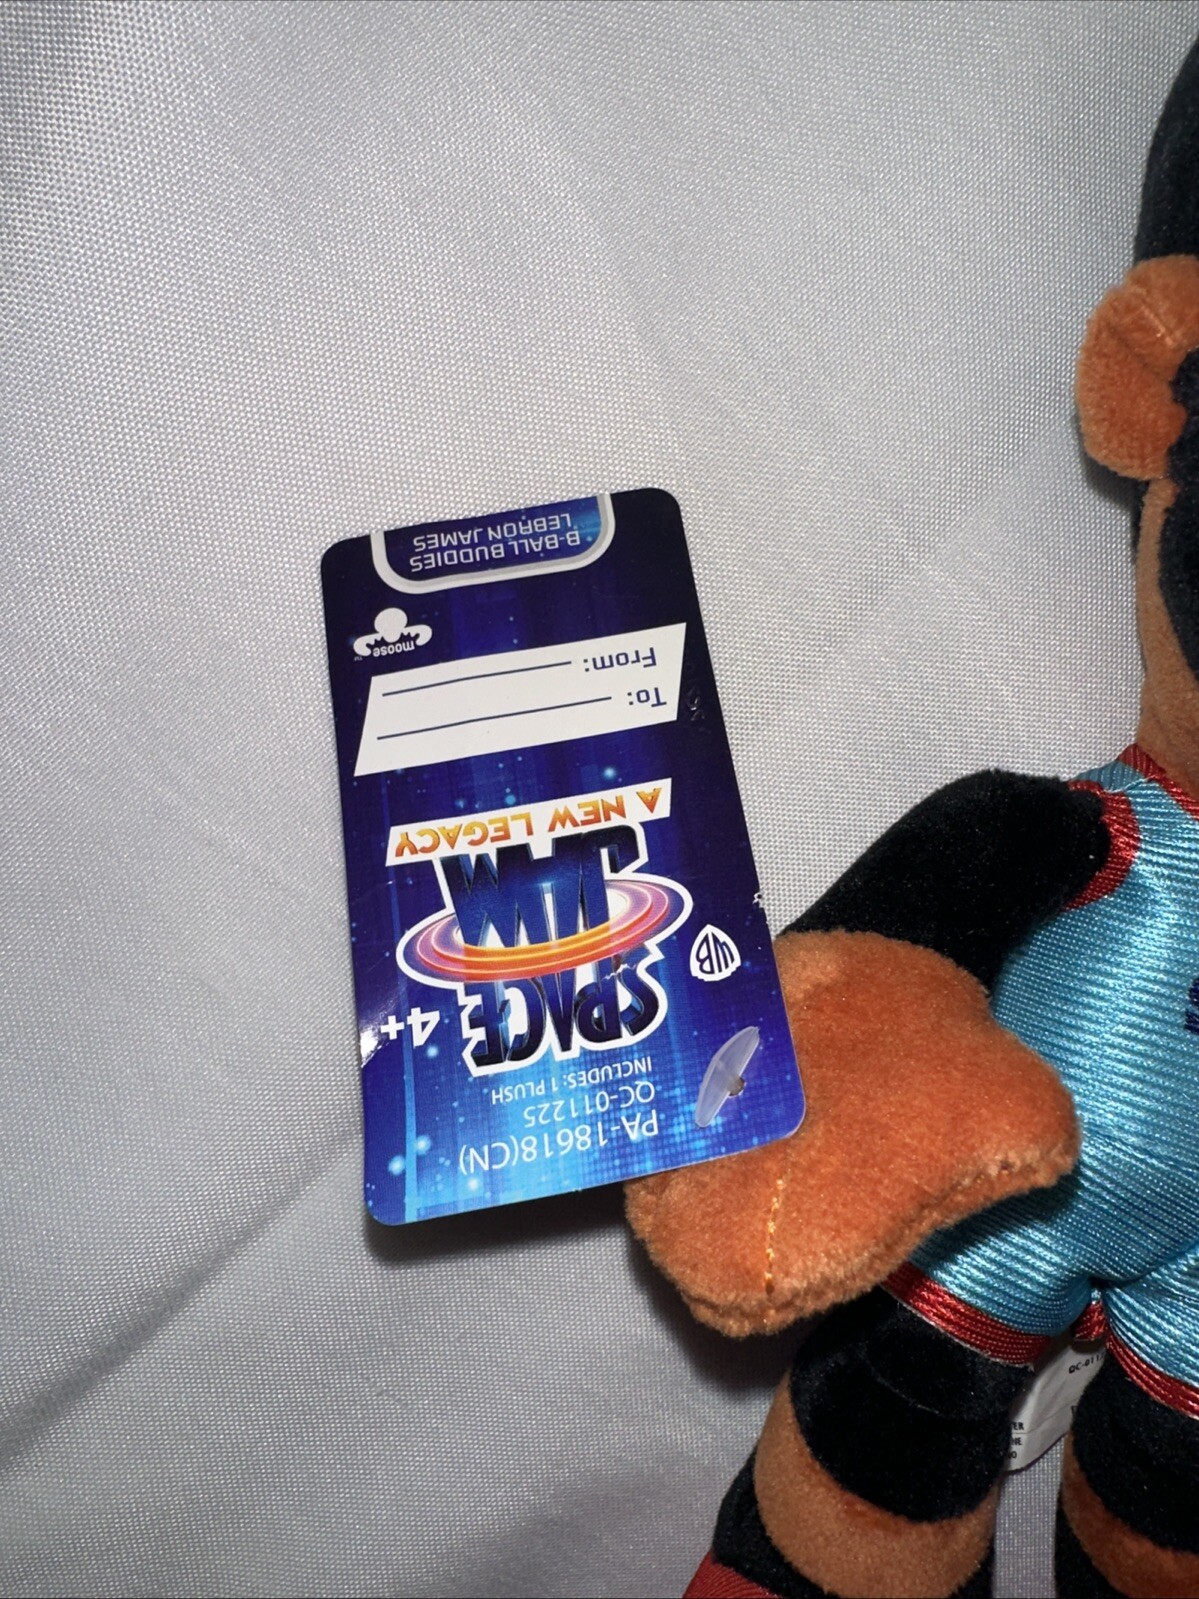 PA-18618(CN)
QC-011225
INCLUDES: 1 PLUSH
SPACE
4+
WB
JAM
A NEW LEGACY
To:
From:
moose™
B-BALL BUDDIES
LEBRON JAMES